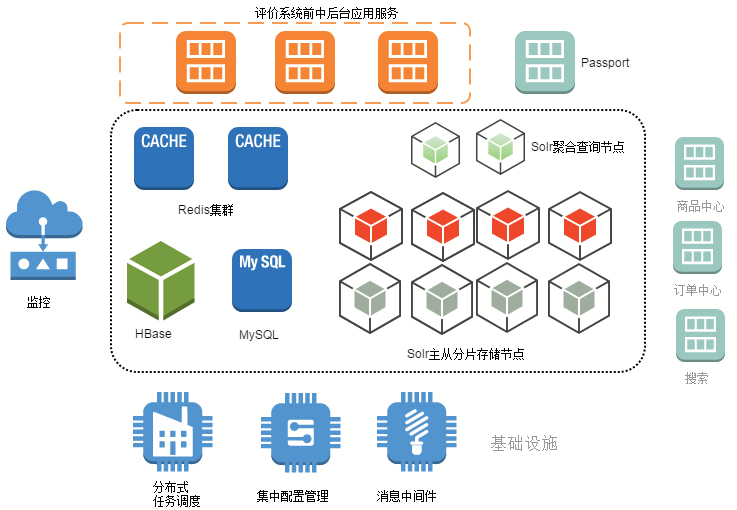 评价系统前中后台应用服务
Passport
CACHE
CACHE
Solr聚合查询节点
Redis集群
商品中心
My SQL
订单中心
监控
HBase
MySQL
Solr主从分片存储节点
搜索
基础设施
分布式
任务调度
集中配置管理
消息中间件